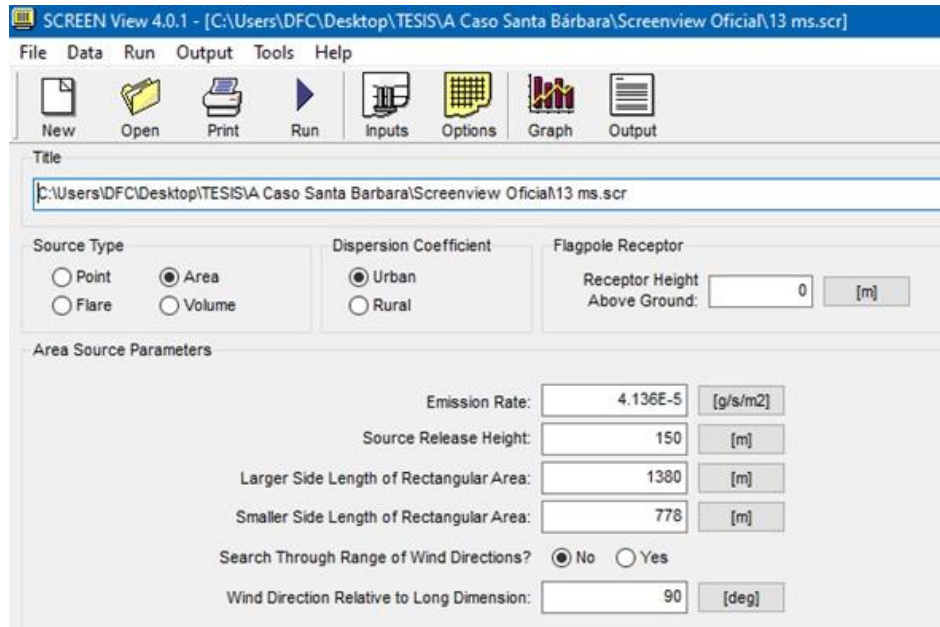 SCREEN View 4.0.1 - [C:\Users\DFC\Desktop\TESIS\A Caso Santa Bárbara\Screenview Oficial\13 ms.scr]
File Data Run Output Tools Help
New Open Print Run Inputs Options Graph Output
Title
C:\Users\DFC\Desktop\TESIS\A Caso Santa Barbara\Screenview Oficial\13 ms.scr
Source Type Dispersion Coefficient Flagpole Receptor
Point Area Urban Receptor Height
Above Ground: 0 [m]
Flare Volume Rural
Area Source Parameters
Emission Rate: 4.136E-5 [g/s/m2]
Source Release Height: 150 [m]
Larger Side Length of Rectangular Area: 1380 [m]
Smaller Side Length of Rectangular Area: 778 [m]
Search Through Range of Wind Directions? No Yes
Wind Direction Relative to Long Dimension: 90 [deg]